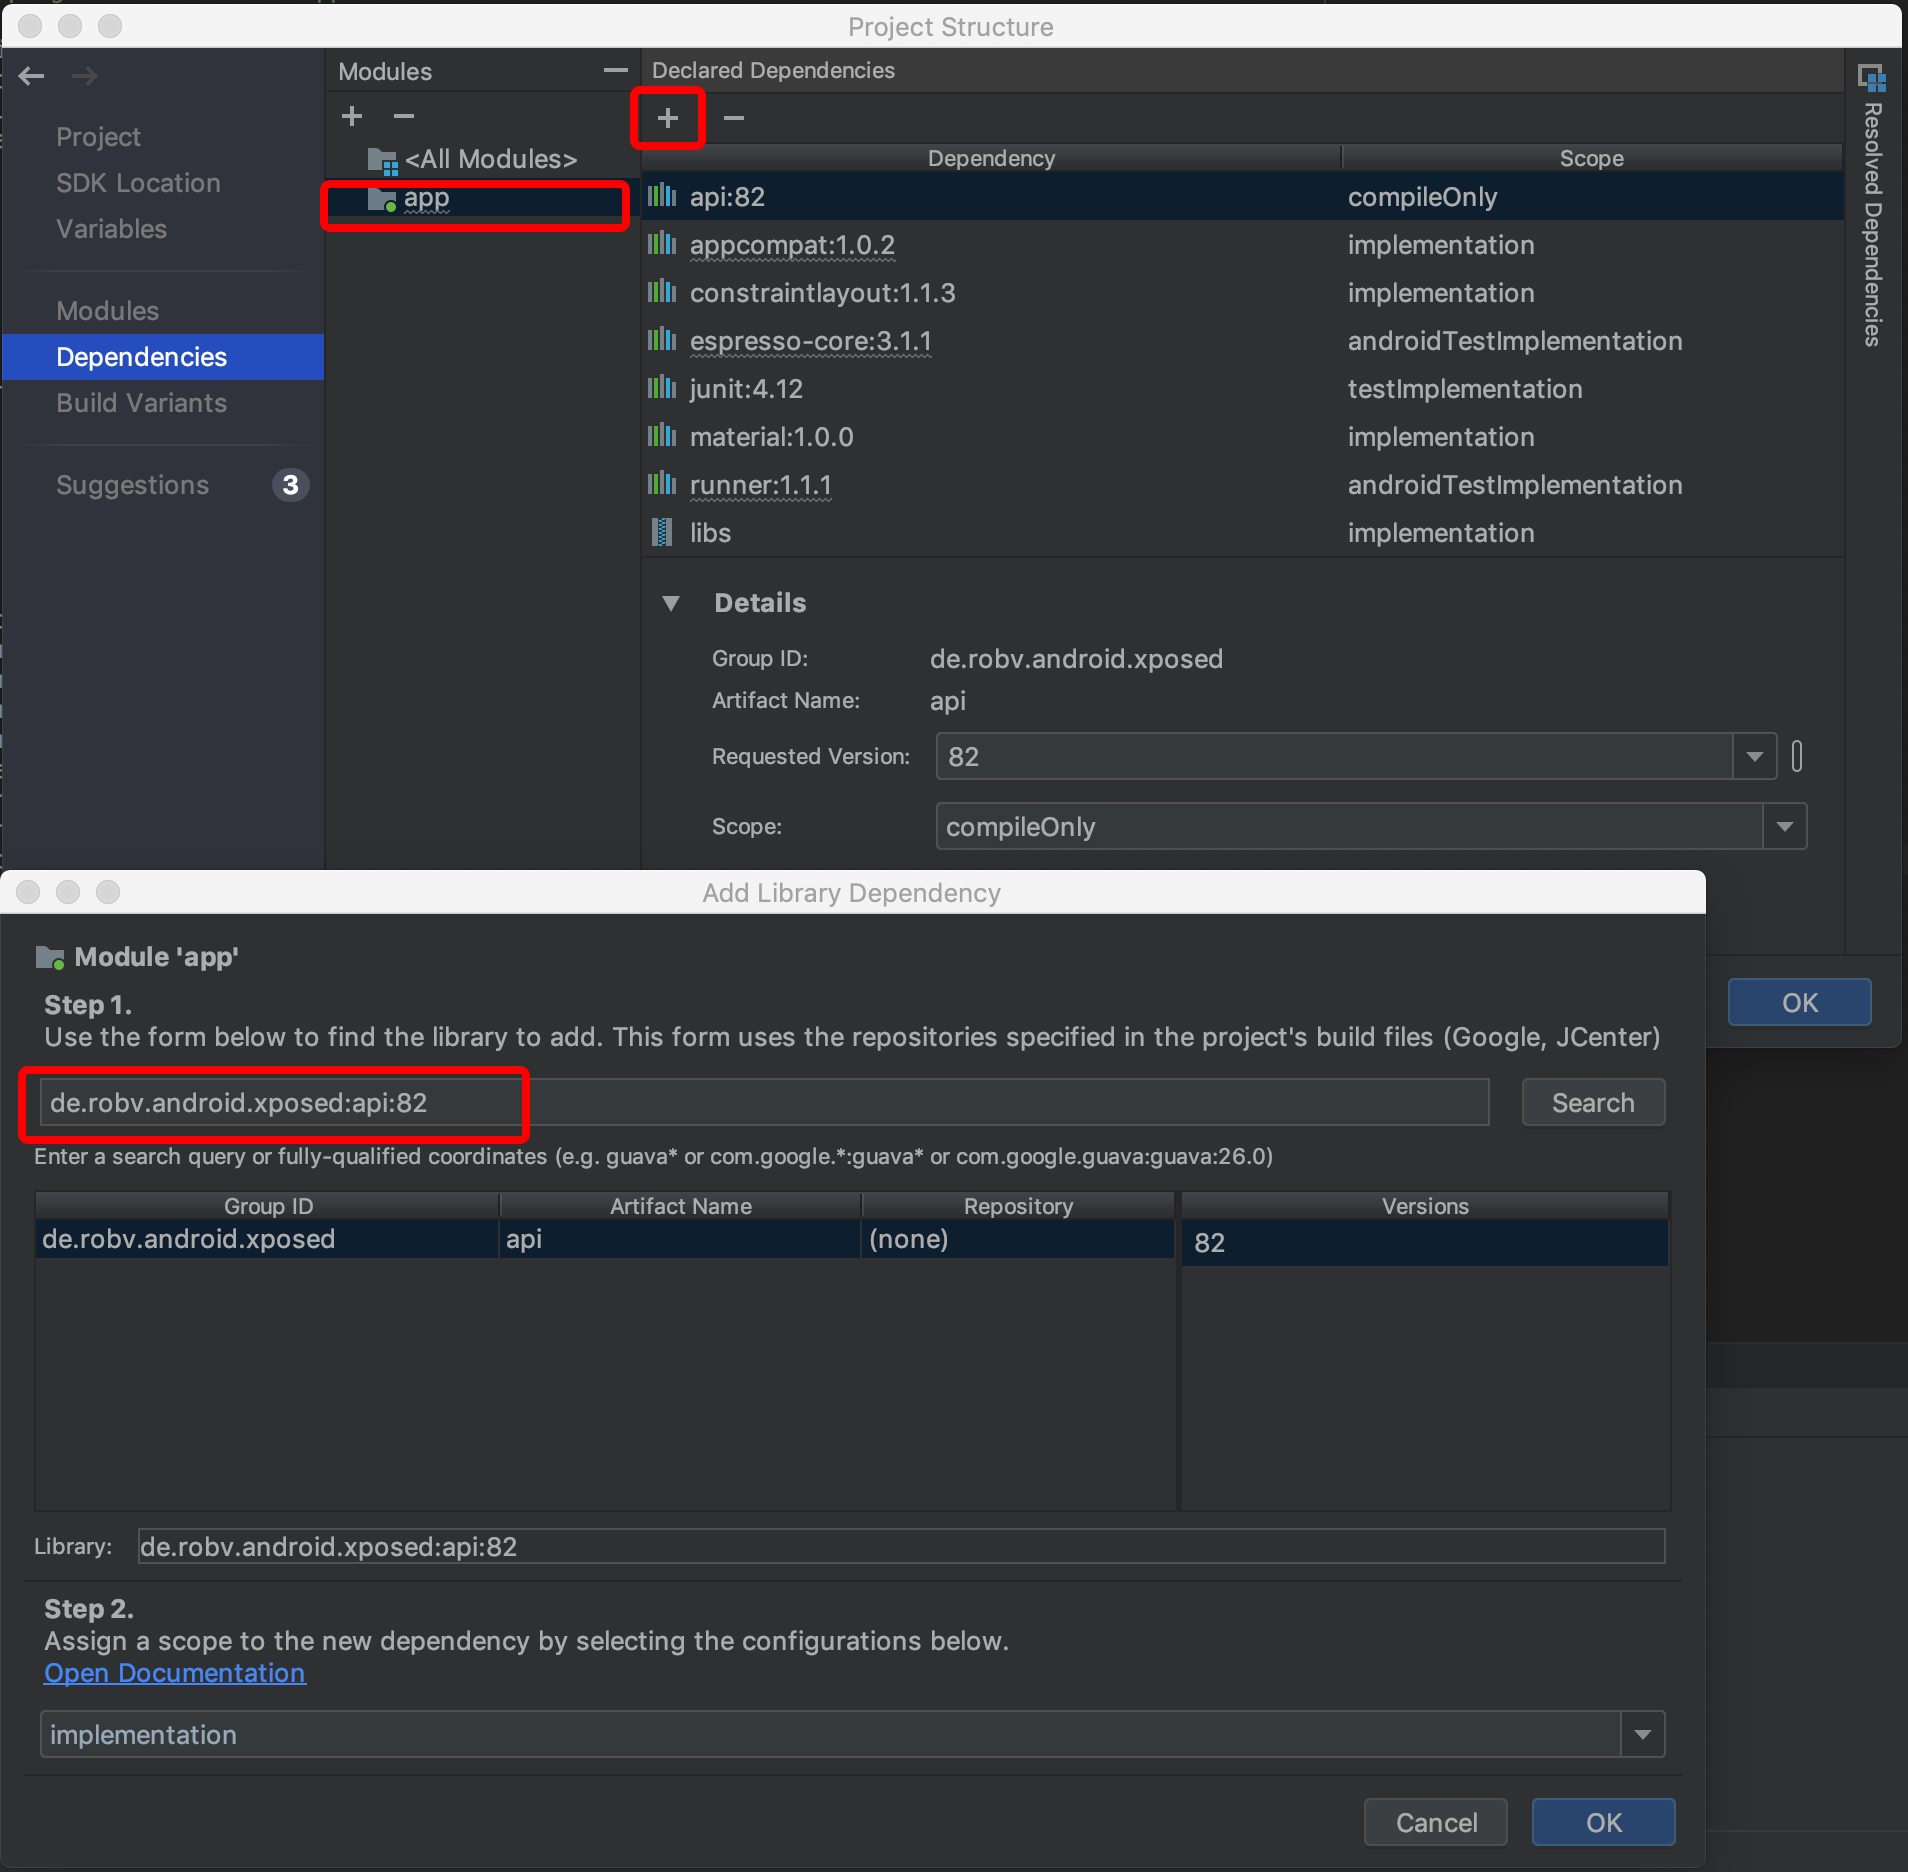 Project Structure
Project
SDK Location
Variables
Modules
Dependencies
Build Variants
Suggestions 3
Modules
<All Modules>
app
Declared Dependencies
Dependency Scope
api:82 compileOnly
appcompat:1.0.2 implementation
constraintlayout:1.1.3 implementation
espresso-core:3.1.1 androidTestImplementation
junit:4.12 testImplementation
material:1.0.0 implementation
runner:1.1.1 androidTestImplementation
libs implementation
Details
Group ID: de.robv.android.xposed
Artifact Name: api
Requested Version: 82
Scope: compileOnly
Resolved Dependencies
OK
Add Library Dependency
Module 'app'
Step 1.
Use the form below to find the library to add. This form uses the repositories specified in the project's build files (Google, JCenter)
de.robv.android.xposed:api:82 Search
Enter a search query or fully-qualified coordinates (e.g. guava* or com.google.*:guava* or com.google.guava:guava:26.0)
Group ID Artifact Name Repository Versions
de.robv.android.xposed api (none) 82
Library: de.robv.android.xposed:api:82
Step 2.
Assign a scope to the new dependency by selecting the configurations below.
Open Documentation
implementation
Cancel OK